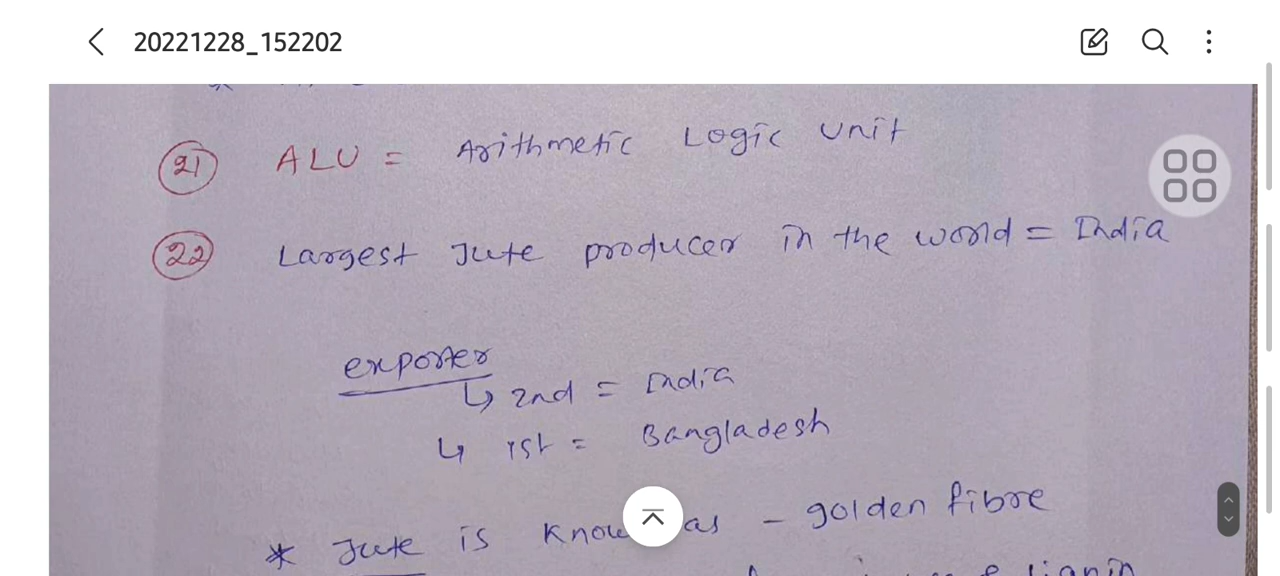 20221228_152202
21 ALU = Arithmetic Logic unit
22 Largest Jute producer in the world = India
exporter
↳ 2nd = India
↳ 1st = Bangladesh
* Jute is know as - golden fibre
lignin